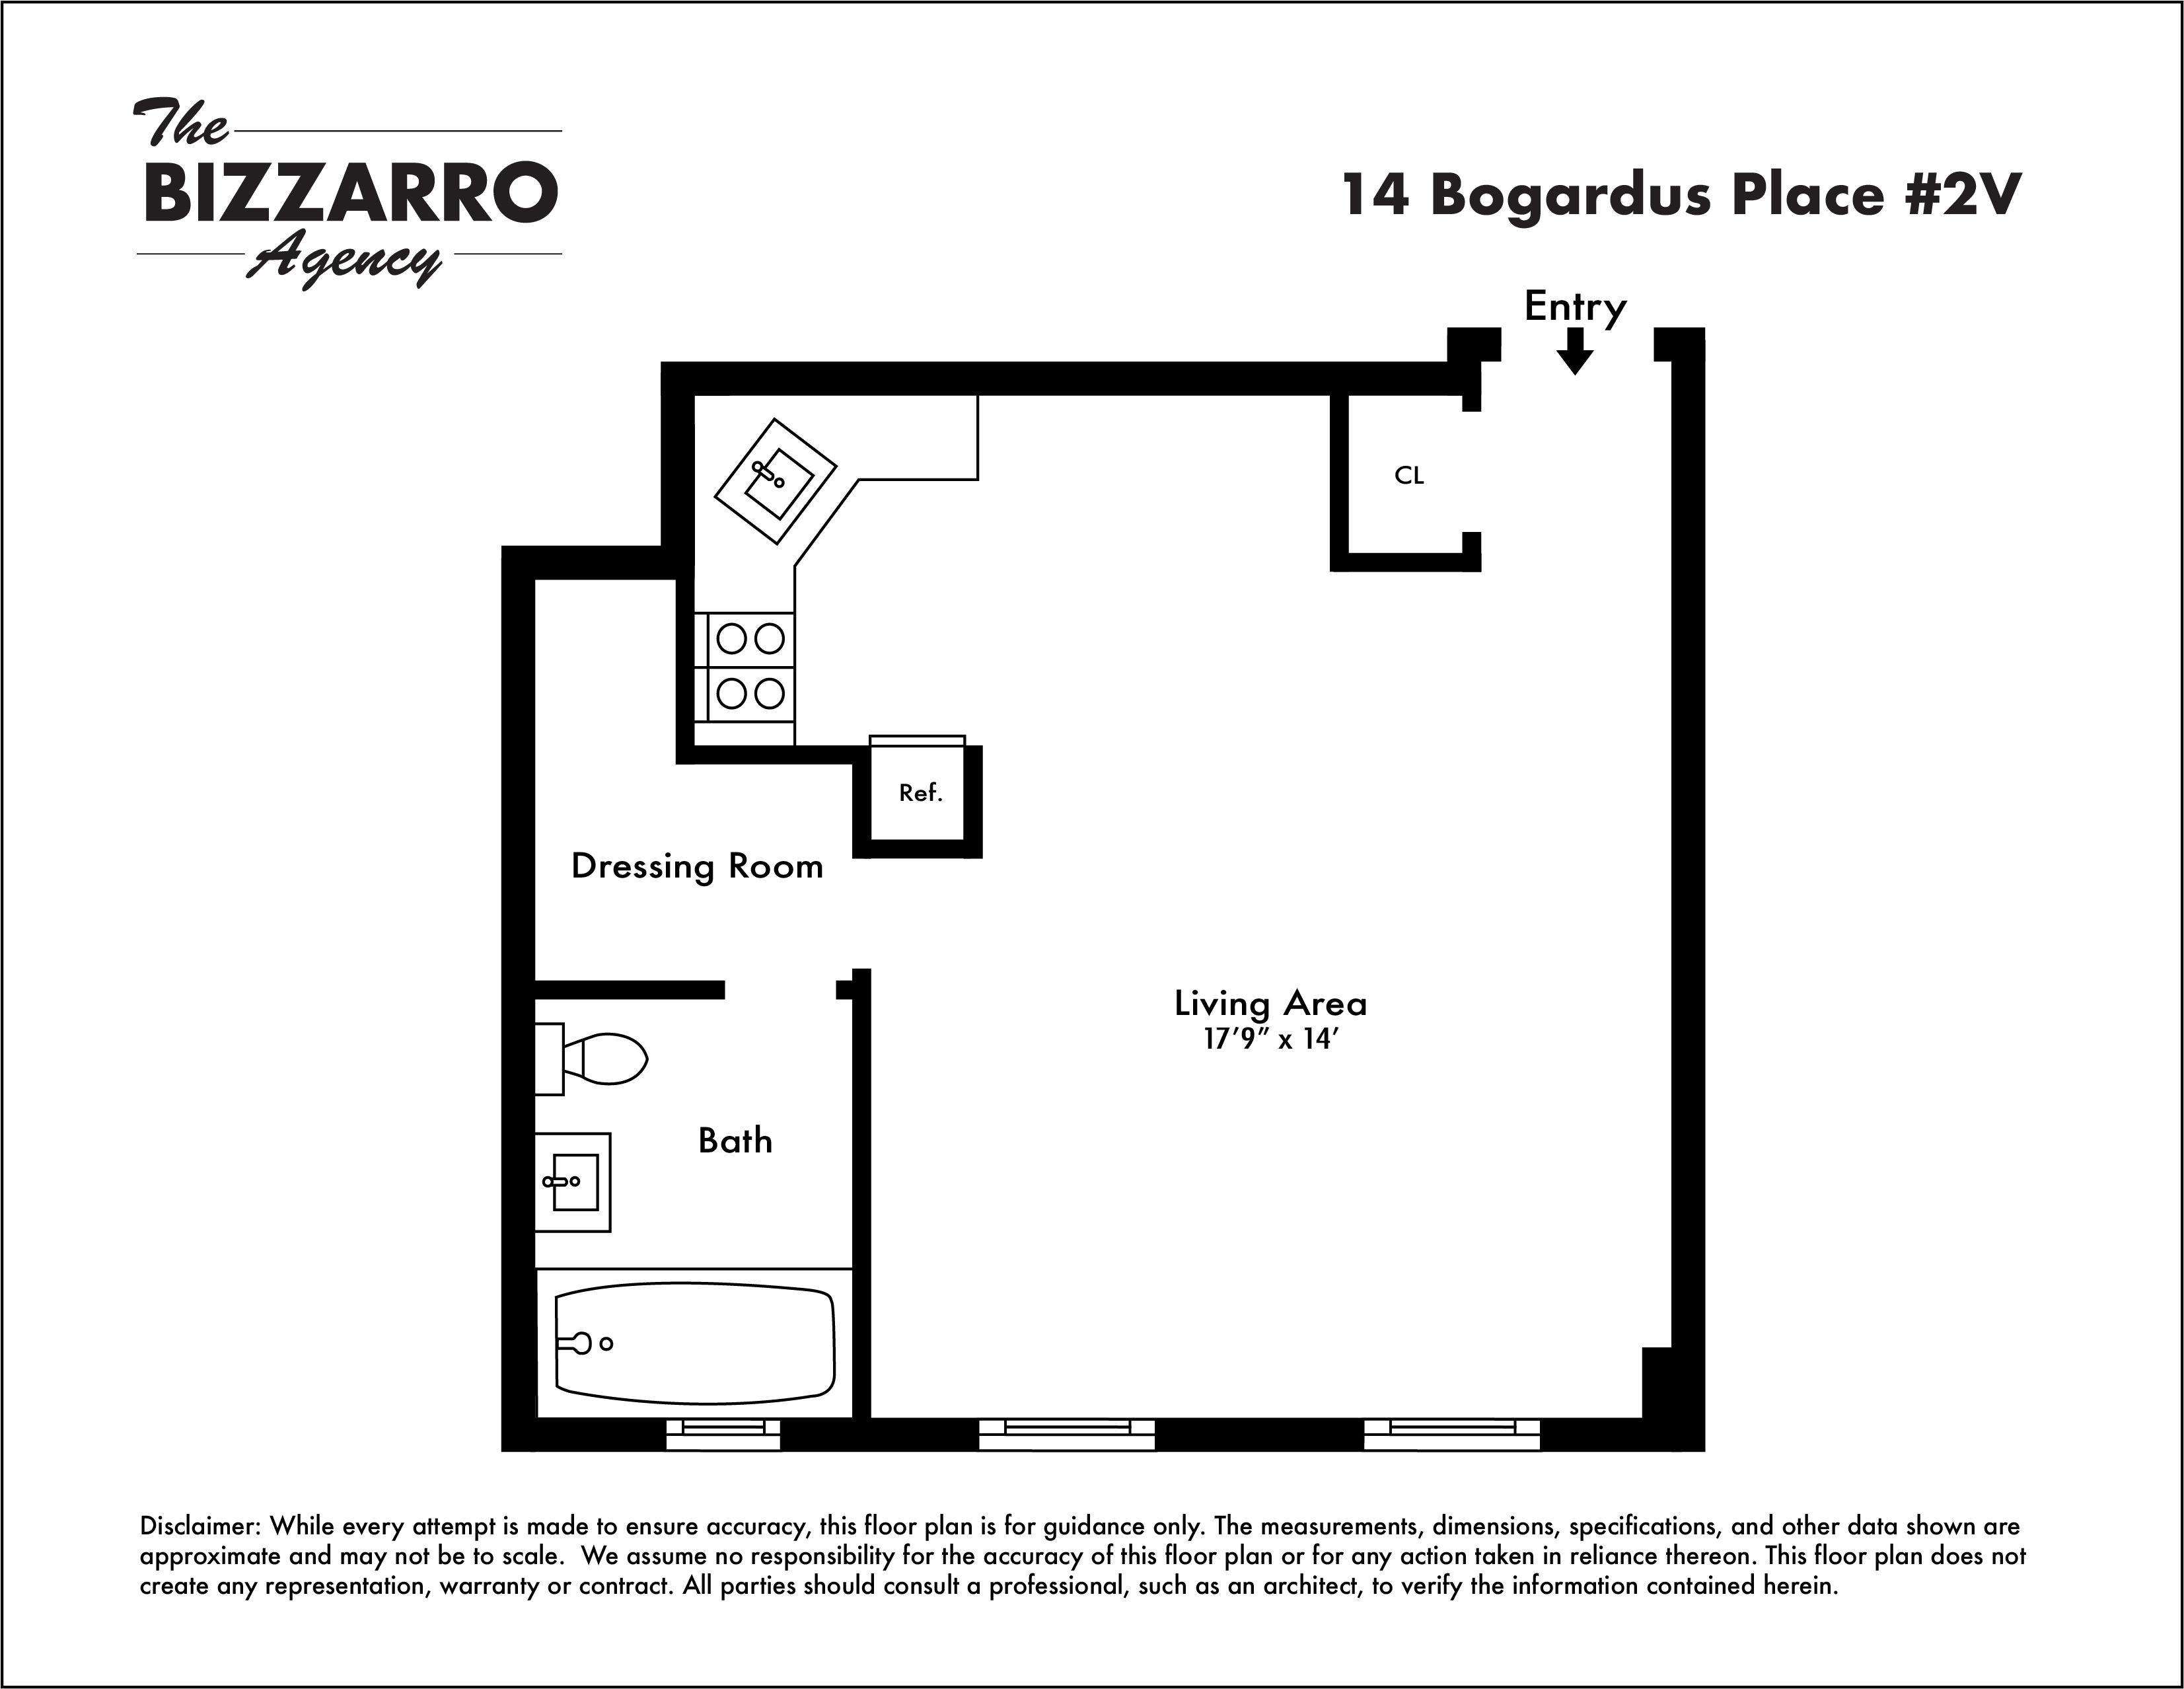 The
BIZZARRO
Agency
14 Bogardus Place #2V
Entry
CL
Ref.
Dressing Room
Living Area
17’9” x 14’
Bath
Disclaimer: While every attempt is made to ensure accuracy, this floor plan is for guidance only. The measurements, dimensions, specifications, and other data shown are
approximate and may not be to scale.  We assume no responsibility for the accuracy of this floor plan or for any action taken in reliance thereon. This floor plan does not
create any representation, warranty or contract. All parties should consult a professional, such as an architect, to verify the information contained herein.